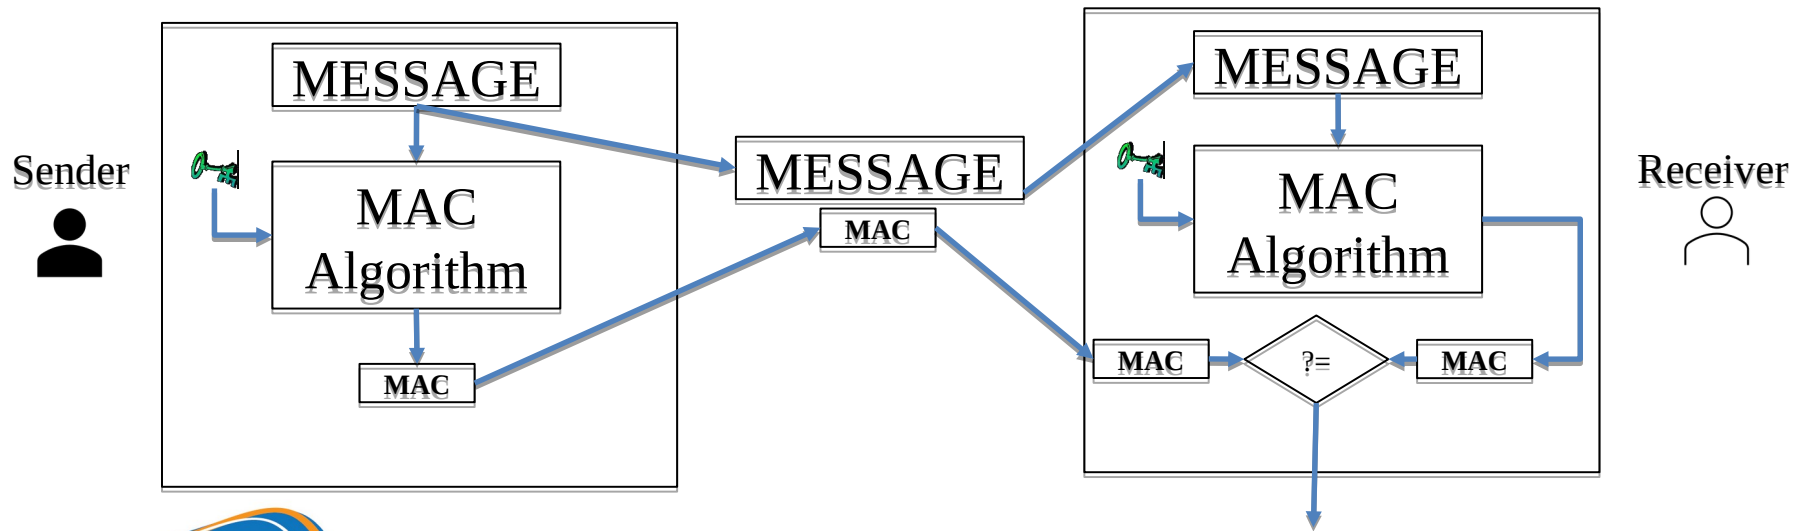 Sender
MESSAGE
MAC
Algorithm
MAC
MESSAGE
MAC
MESSAGE
MAC
Algorithm
MAC
?=
MAC
Receiver